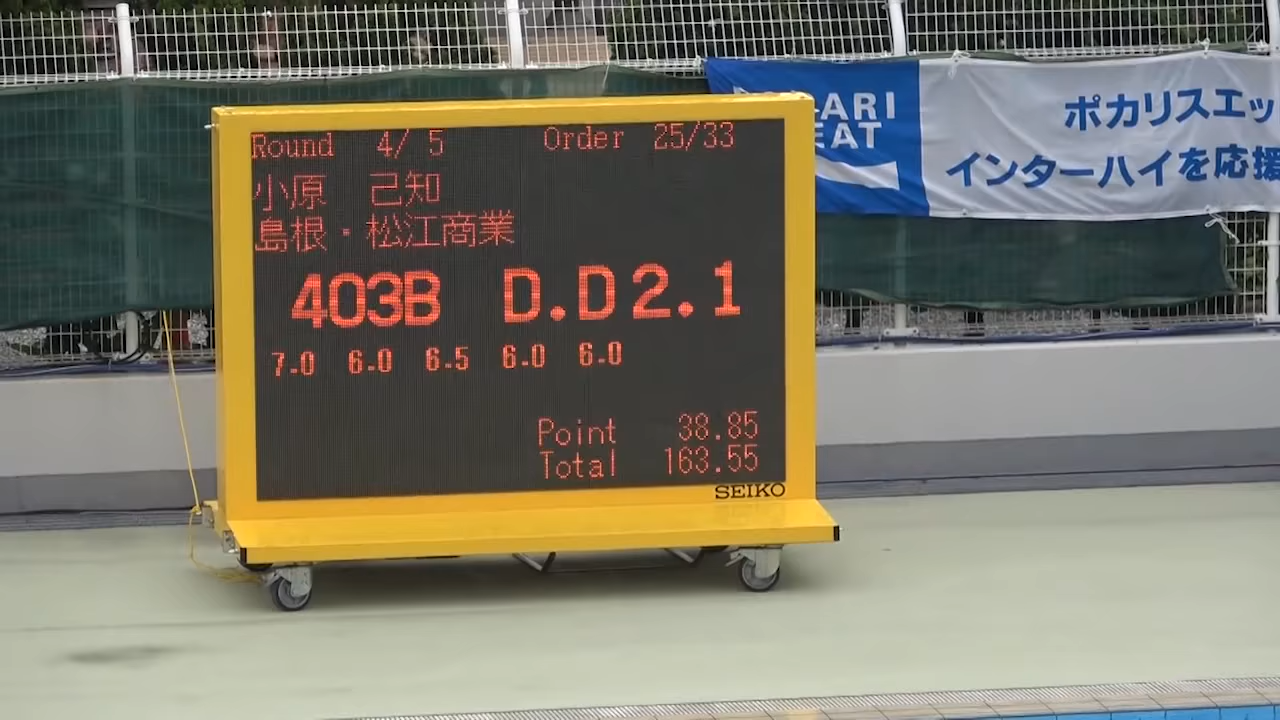 Round 4/ 5 Order 25/33
小原 己知
島根・松江商業
403B D.D 2.1
7.0 6.0 6.5 6.0 6.0
Point 38.85
Total 163.55
SEIKO
ポカリスエッ
インターハイを応援